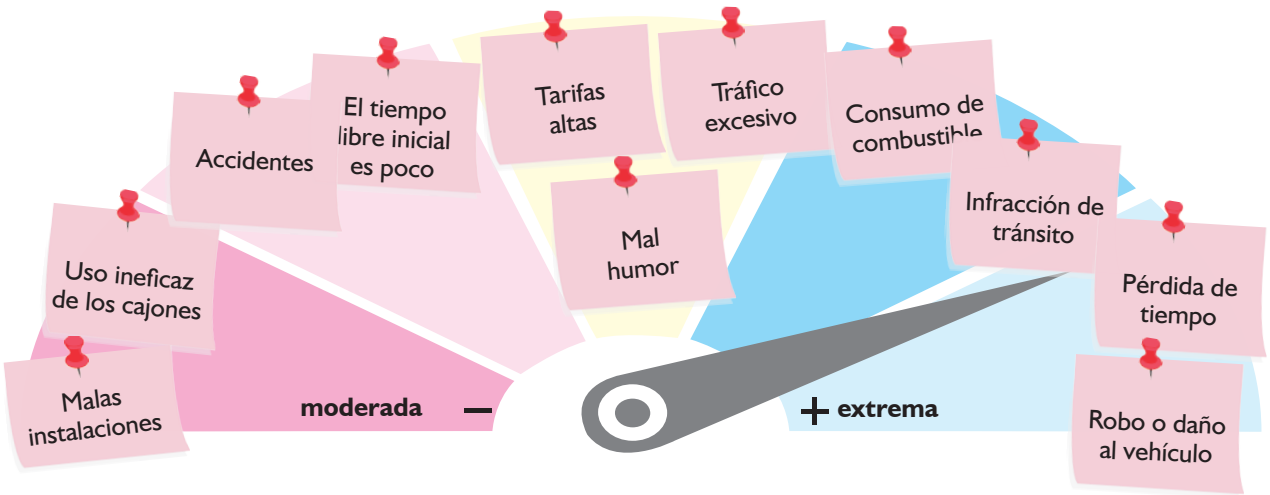 Malas
instalaciones
Uso ineficaz
de los cajones
Accidentes
El tiempo
libre inicial
es poco
Tarifas
altas
Mal
humor
Tráfico
excesivo
Consumo de
combustible
Infracción de
tránsito
Pérdida de
tiempo
Robo o daño
al vehículo
moderada −
+ extrema